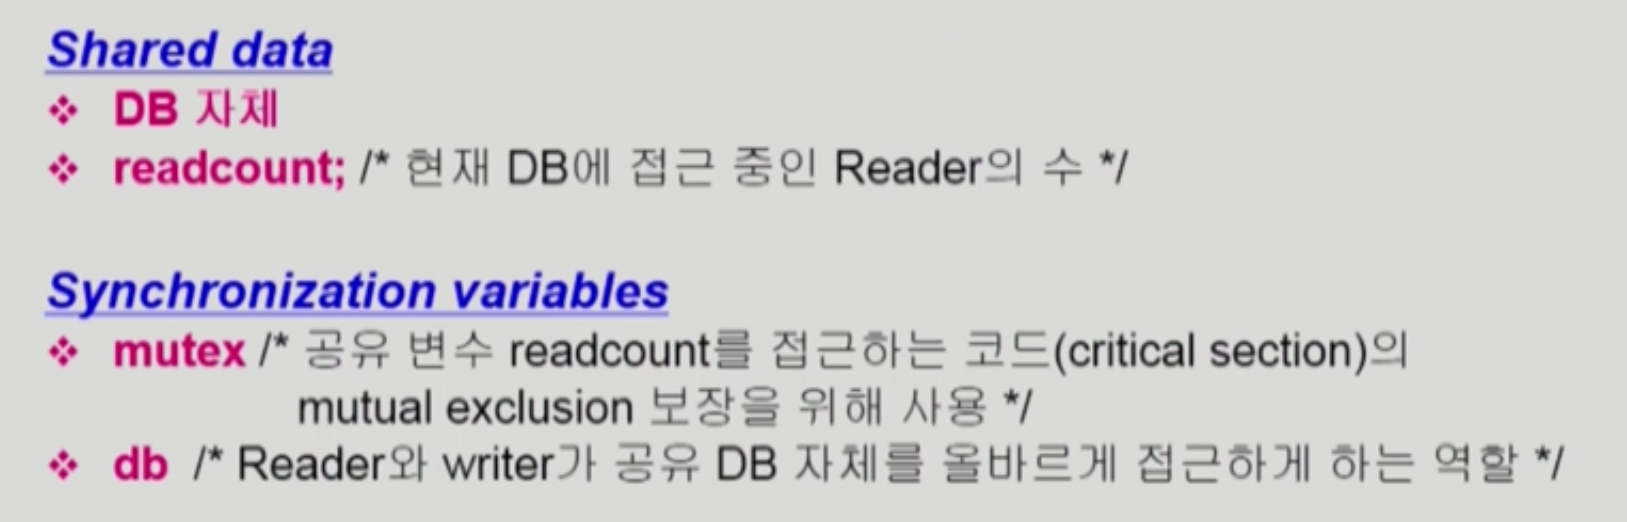 Shared data
❖ DB 자체
❖ readcount; /* 현재 DB에 접근 중인 Reader의 수 */
Synchronization variables
❖ mutex /* 공유 변수 readcount를 접근하는 코드(critical section)의
mutual exclusion 보장을 위해 사용 */
❖ db /* Reader와 writer가 공유 DB 자체를 올바르게 접근하게 하는 역할 */